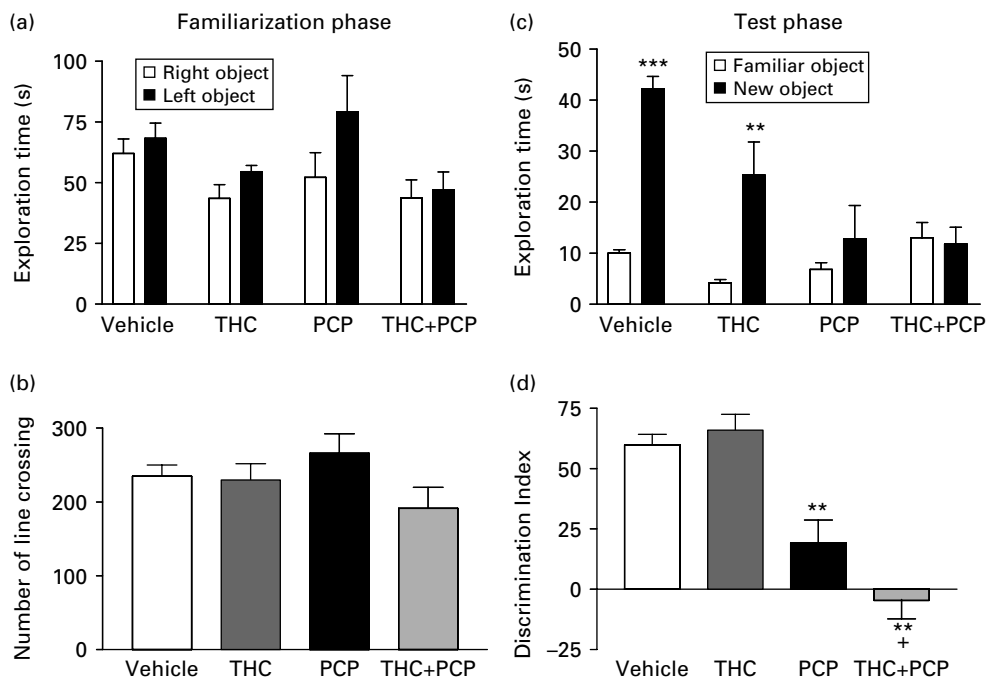 (a)
Familiarization phase
Exploration time (s)
100
75
50
25
0
Right object
Left object
Vehicle THC PCP THC+PCP
(b)
Number of line crossing
300
200
100
0
Vehicle THC PCP THC+PCP
(c)
Test phase
Exploration time (s)
50
40
30
20
10
0
Familiar object
New object
***
**
Vehicle THC PCP THC+PCP
(d)
Discrimination Index
75
50
25
0
−25
**
**
+
Vehicle THC PCP THC+PCP